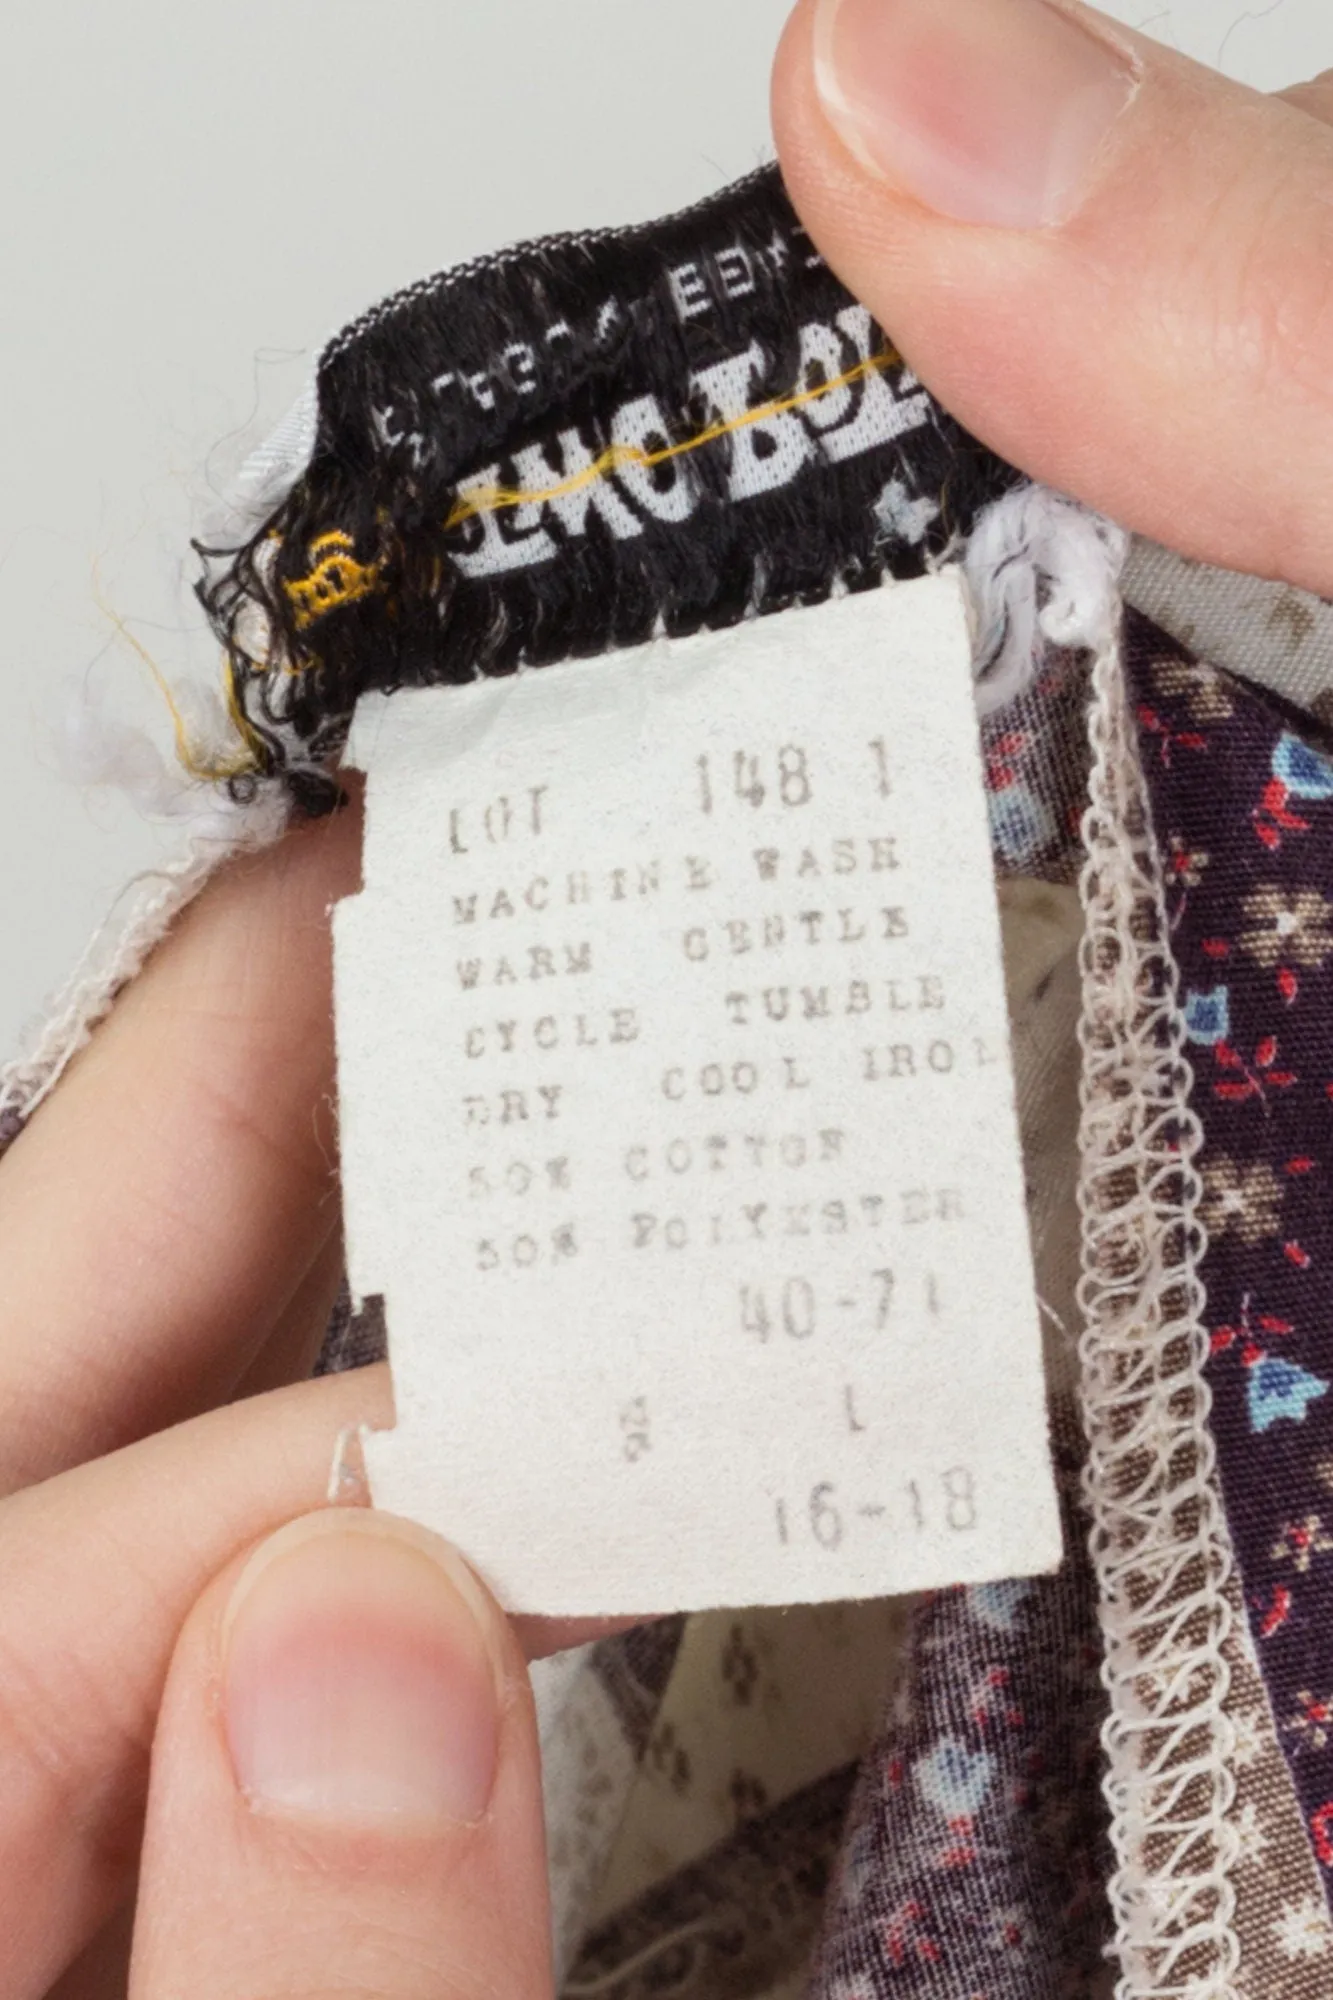 LOT 148 1
MACHINE WASH
WARM GENTLE
CYCLE TUMBLE
DRY COOL IRON
50% COTTON
50% POLYESTER
40-71
1
16-18